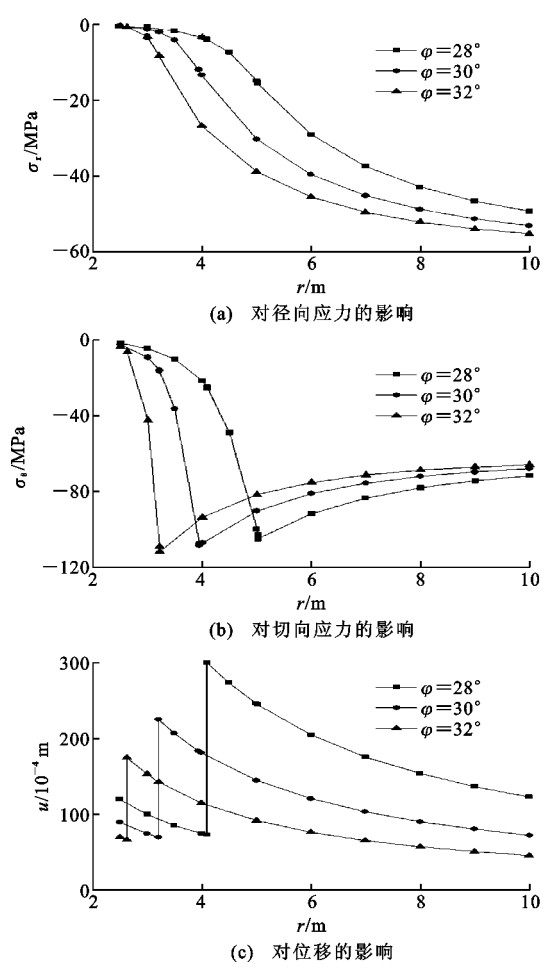 0
−20
−40
−60
σr/MPa
φ=28°
φ=30°
φ=32°
2 4 6 8 10
r/m
(a) 对径向应力的影响
0
−40
−80
−120
σθ/MPa
φ=28°
φ=30°
φ=32°
2 4 6 8 10
r/m
(b) 对切向应力的影响
300
200
100
0
u/10⁻⁴ m
φ=28°
φ=30°
φ=32°
2 4 6 8 10
r/m
(c) 对位移的影响